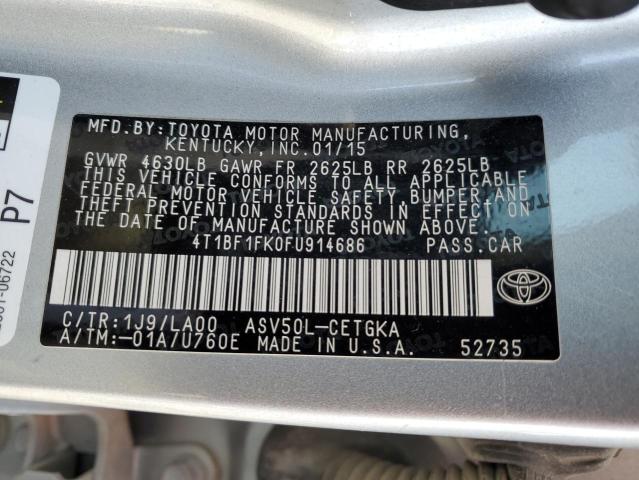 MFD.BY:TOYOTA MOTOR MANUFACTURING,
KENTUCKY,INC.01/15
GVWR 4630LB GAWR FR 2625LB RR 2625LB
THIS VEHICLE CONFORMS TO ALL APPLICABLE
FEDERAL MOTOR VEHICLE SAFETY,BUMPER,AND
THEFT PREVENTION STANDARDS IN EFFECT ON
THE DATE OF MANUFACTURE SHOWN ABOVE.
4T1BF1FK0FU914686 PASS.CAR
C/TR:1J9/LA00 ASV50L-CETGKA
A/TM:-01A/U760E MADE IN U.S.A. 52735
P7
-06722